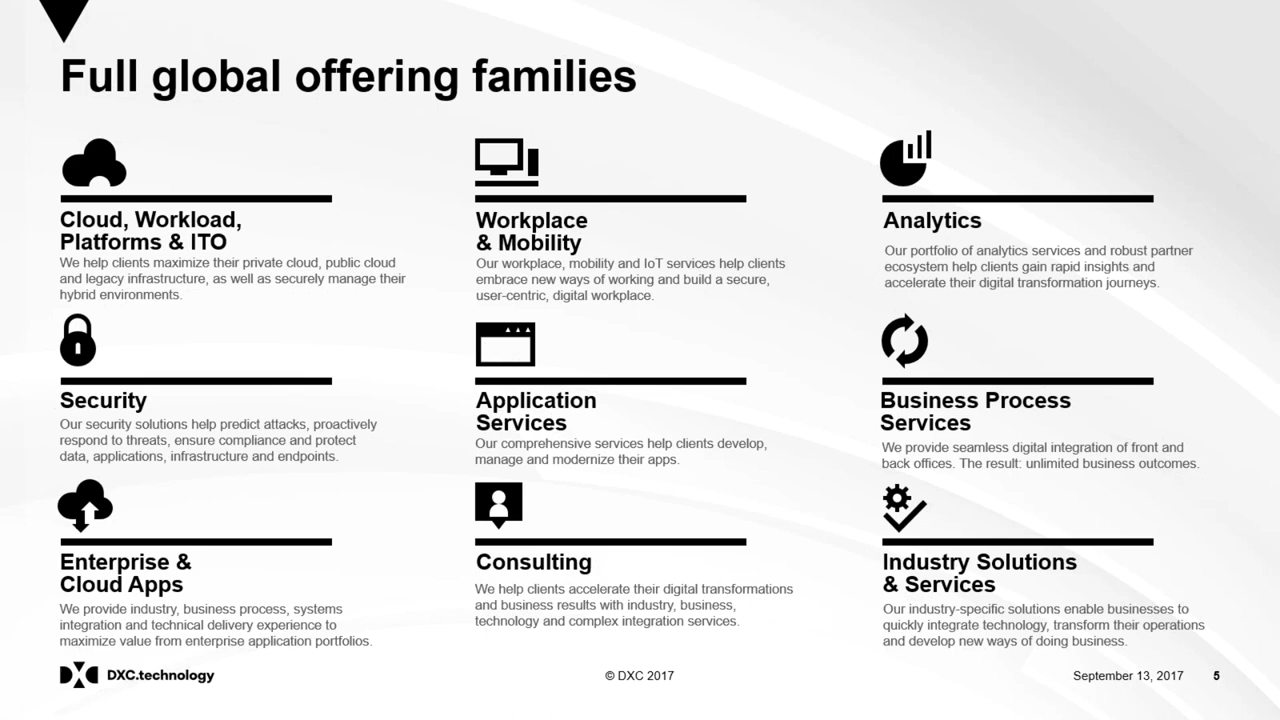 Full global offering families
Cloud, Workload,
Platforms & ITO
We help clients maximize their private cloud, public cloud
and legacy infrastructure, as well as securely manage their
hybrid environments.
Workplace
& Mobility
Our workplace, mobility and IoT services help clients
embrace new ways of working and build a secure,
user-centric, digital workplace.
Analytics
Our portfolio of analytics services and robust partner
ecosystem help clients gain rapid insights and
accelerate their digital transformation journeys.
Security
Our security solutions help predict attacks, proactively
respond to threats, ensure compliance and protect
data, applications, infrastructure and endpoints.
Application
Services
Our comprehensive services help clients develop,
manage and modernize their apps.
Business Process
Services
We provide seamless digital integration of front and
back offices. The result: unlimited business outcomes.
Enterprise &
Cloud Apps
We provide industry, business process, systems
integration and technical delivery experience to
maximize value from enterprise application portfolios.
Consulting
We help clients accelerate their digital transformations
and business results with industry, business,
technology and complex integration services.
Industry Solutions
& Services
Our industry-specific solutions enable businesses to
quickly integrate technology, transform their operations
and develop new ways of doing business.
DXC.technology
© DXC 2017
September 13, 2017
5